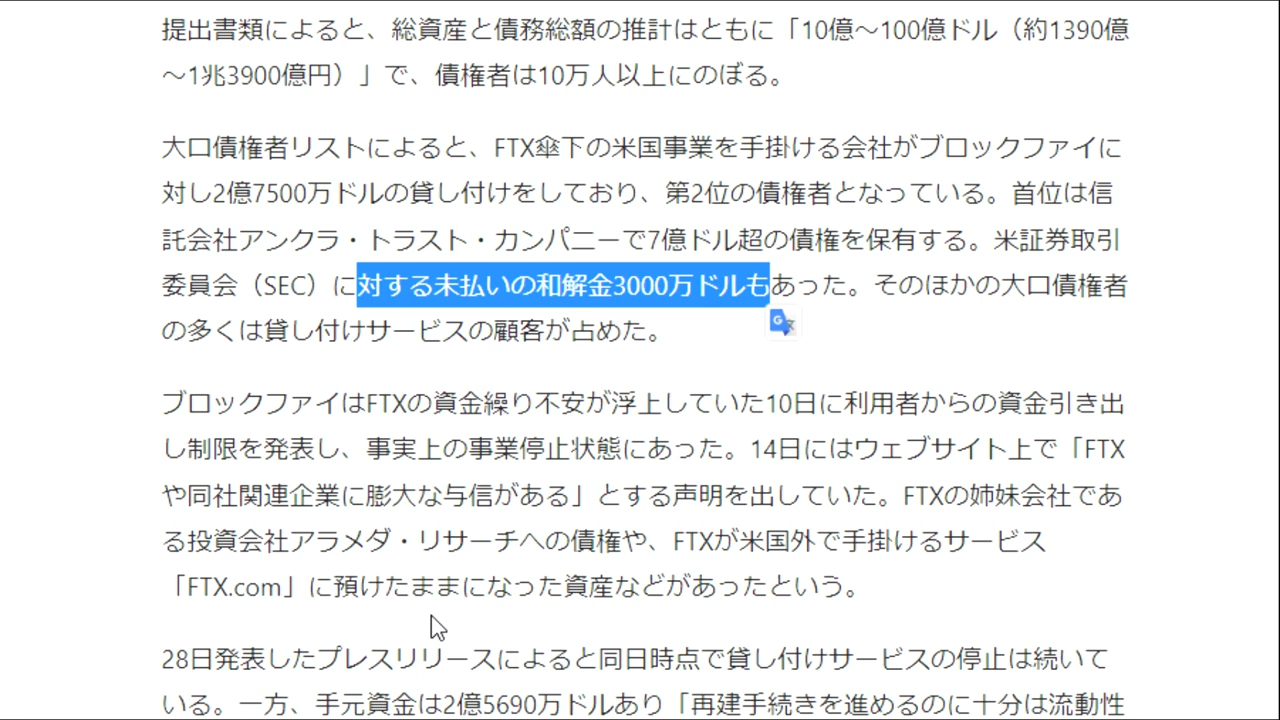 提出書類によると、総資産と債務総額の推計はともに「10億～100億ドル（約1390億
～1兆3900億円）」で、債権者は10万人以上にのぼる。
大口債権者リストによると、FTX傘下の米国事業を手掛ける会社がブロックファイに
対し2億7500万ドルの貸し付けをしており、第2位の債権者となっている。首位は信
託会社アンクラ・トラスト・カンパニーで7億ドル超の債権を保有する。米証券取引
委員会（SEC）に対する未払いの和解金3000万ドルもあった。そのほかの大口債権者
の多くは貸し付けサービスの顧客が占めた。
ブロックファイはFTXの資金繰り不安が浮上していた10日に利用者からの資金引き出
し制限を発表し、事実上の事業停止状態にあった。14日にはウェブサイト上で「FTX
や同社関連企業に膨大な与信がある」とする声明を出していた。FTXの姉妹会社であ
る投資会社アラメダ・リサーチへの債権や、FTXが米国外で手掛けるサービス
「FTX.com」に預けたままになった資産などがあったという。
28日発表したプレスリリースによると同日時点で貸し付けサービスの停止は続いて
いる。一方、手元資金は2億5690万ドルあり「再建手続きを進めるのに十分は流動性